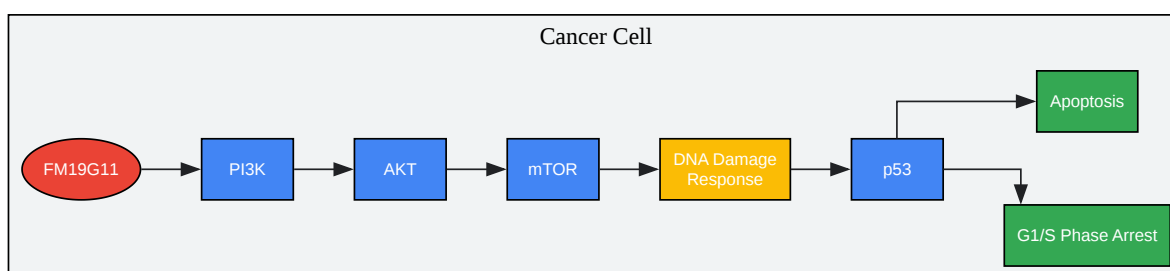 Cancer Cell
FM19G11
PI3K
AKT
mTOR
DNA Damage
Response
p53
Apoptosis
G1/S Phase Arrest